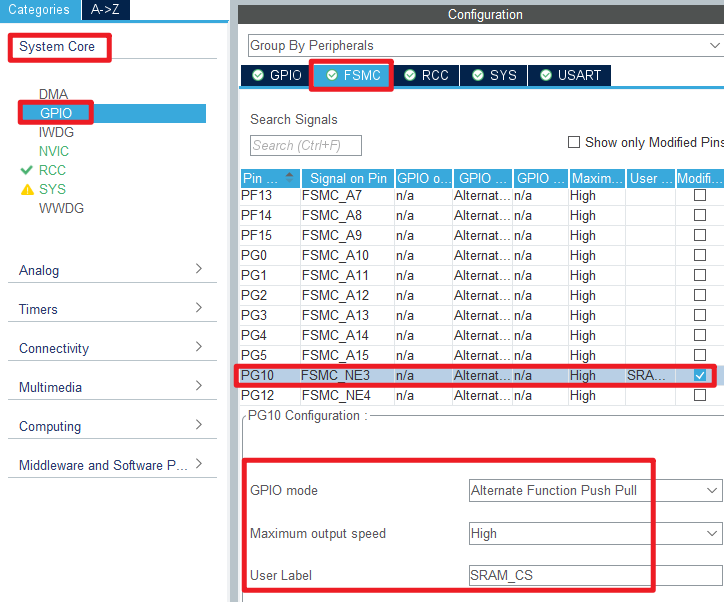 Categories A->Z
System Core
DMA
GPIO
IWDG
NVIC
RCC
SYS
WWDG
Analog
Timers
Connectivity
Multimedia
Computing
Middleware and Software P...
Configuration
Group By Peripherals
GPIO FSMC RCC SYS USART
Search Signals
Search (Ctrl+F)
Show only Modified Pins
Pin ... Signal on Pin GPIO o... GPIO ... GPIO ... Maxim... User ... Modifi...
PF13 FSMC_A7 n/a Alternat... n/a High
PF14 FSMC_A8 n/a Alternat... n/a High
PF15 FSMC_A9 n/a Alternat... n/a High
PG0 FSMC_A10 n/a Alternat... n/a High
PG1 FSMC_A11 n/a Alternat... n/a High
PG2 FSMC_A12 n/a Alternat... n/a High
PG3 FSMC_A13 n/a Alternat... n/a High
PG4 FSMC_A14 n/a Alternat... n/a High
PG5 FSMC_A15 n/a Alternat... n/a High
PG10 FSMC_NE3 n/a Alternat... n/a High SRA...
PG12 FSMC_NE4 n/a Alternat... n/a High
PG10 Configuration :
GPIO mode Alternate Function Push Pull
Maximum output speed High
User Label SRAM_CS